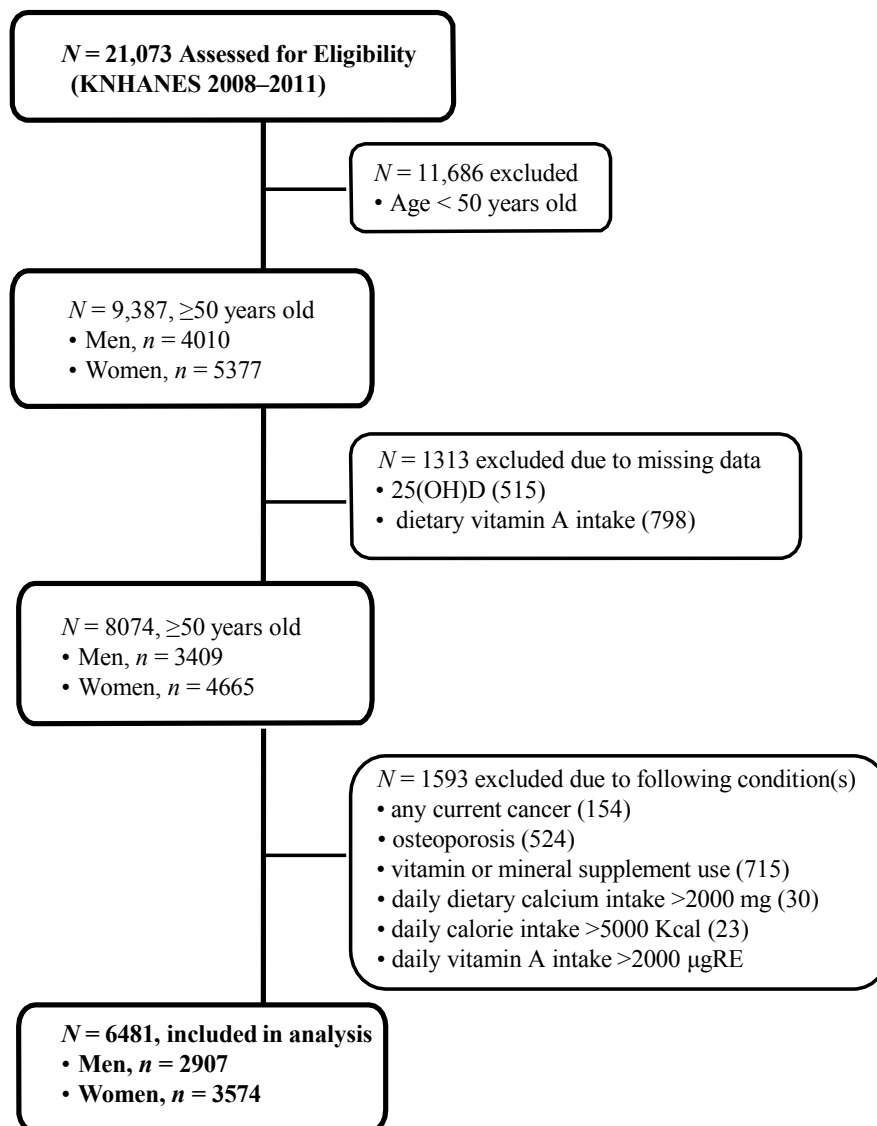 N = 21,073 Assessed for Eligibility
(KNHANES 2008–2011)
N = 11,686 excluded
• Age < 50 years old
N = 9,387, ≥50 years old
• Men, n = 4010
• Women, n = 5377
N = 1313 excluded due to missing data
• 25(OH)D (515)
• dietary vitamin A intake (798)
N = 8074, ≥50 years old
• Men, n = 3409
• Women, n = 4665
N = 1593 excluded due to following condition(s)
• any current cancer (154)
• osteoporosis (524)
• vitamin or mineral supplement use (715)
• daily dietary calcium intake >2000 mg (30)
• daily calorie intake >5000 Kcal (23)
• daily vitamin A intake >2000 μgRE
N = 6481, included in analysis
• Men, n = 2907
• Women, n = 3574